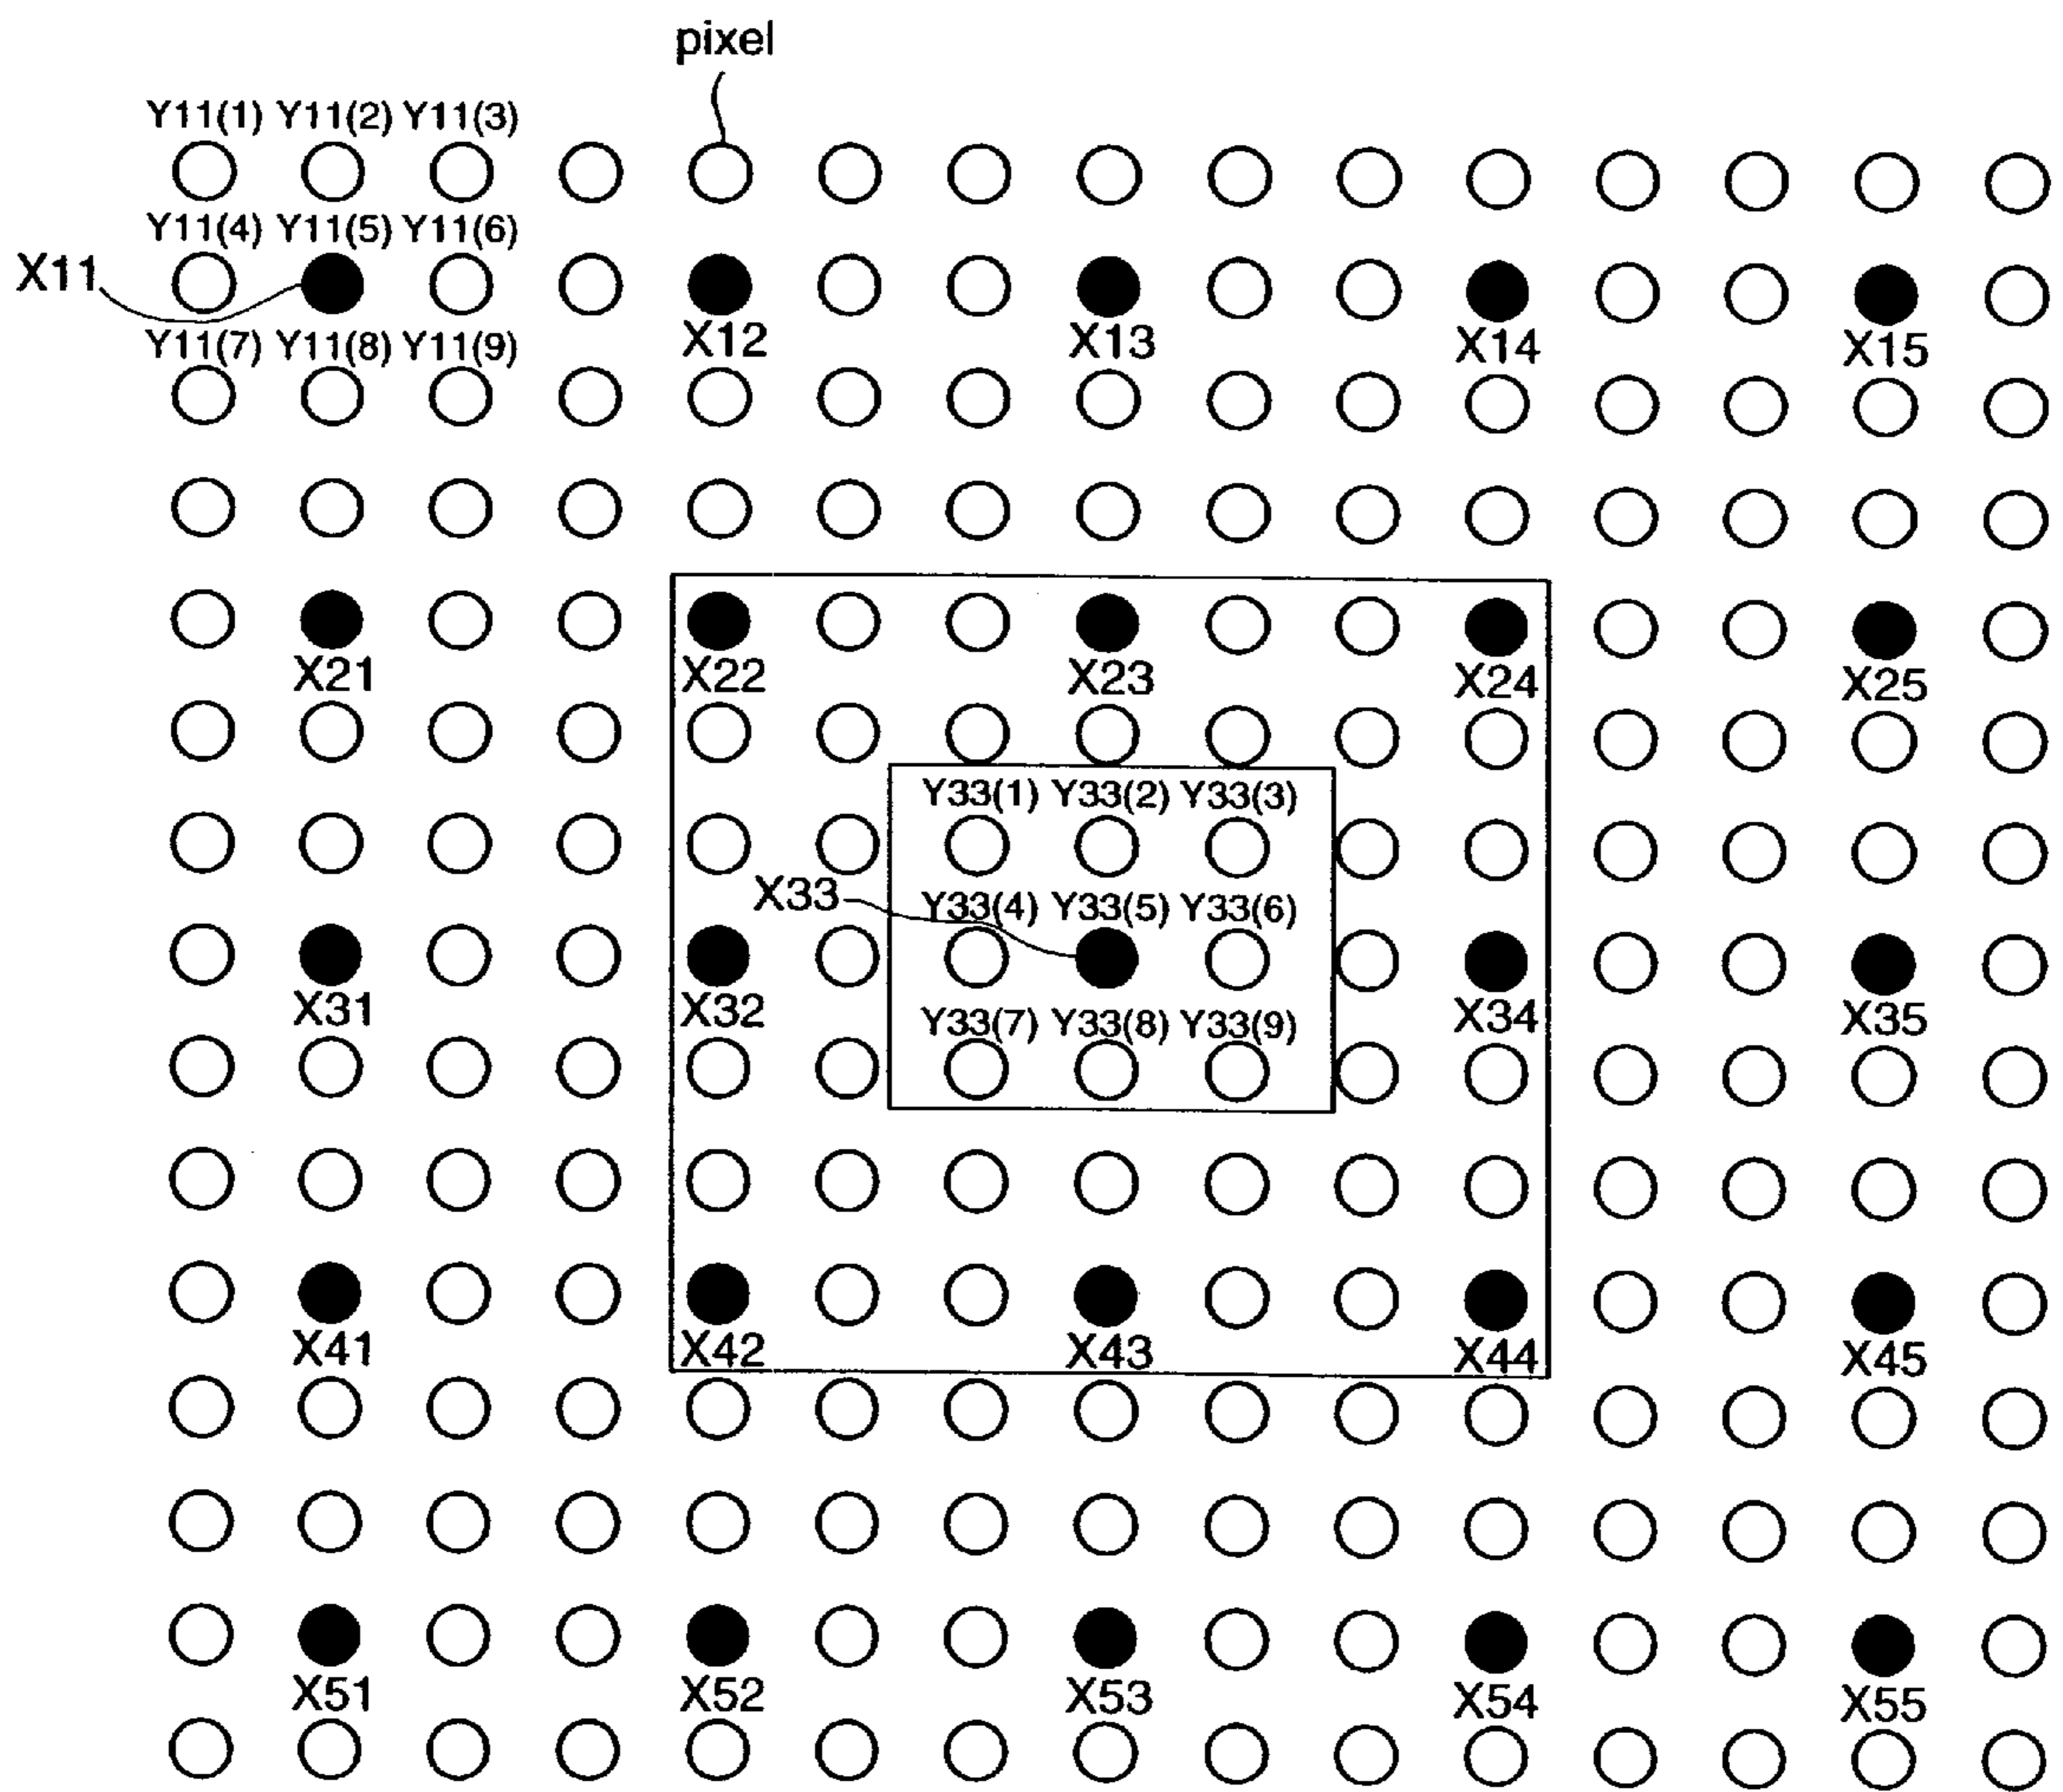 pixel
Y11(1) Y11(2) Y11(3)
Y11(4) Y11(5) Y11(6)
X11
Y11(7) Y11(8) Y11(9)
X12 X13 X14 X15
X21 X22 X23 X24 X25
Y33(1) Y33(2) Y33(3)
X33 Y33(4) Y33(5) Y33(6)
X31 X32 Y33(7) Y33(8) Y33(9) X34 X35
X41 X42 X43 X44 X45
X51 X52 X53 X54 X55